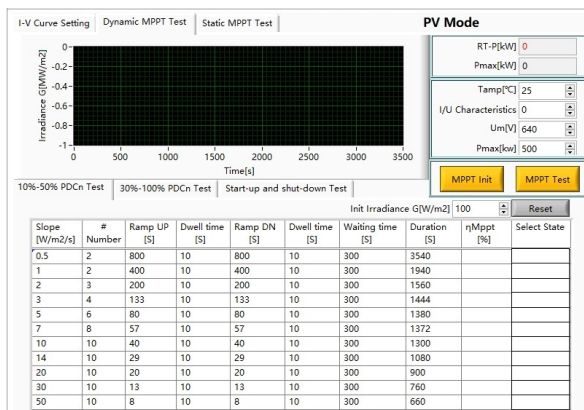 I-V Curve Setting Dynamic MPPT Test Static MPPT Test
PV Mode
RT-P[kW] 0
Pmax[kW] 0
Tamp[℃] 25
I/U Characteristics 0
Um[V] 640
Pmax[kw] 500
MPPT Init MPPT Test
Irradiance G[MW/m2]
0
-0.2
-0.4
-0.6
-0.8
-1
0 500 1000 1500 2000 2500 3000 3500
Time[s]
10%-50% PDCn Test 30%-100% PDCn Test Start-up and shut-down Test
Init Irradiance G[W/m2] 100 Reset
Slope # Ramp UP Dwell time Ramp DN Dwell time Waiting time Duration ηMppt Select State
[W/m2/s] Number [S] [S] [S] [S] [S] [S] [%]
0.5 2 800 10 800 10 300 3540
1 2 400 10 400 10 300 1940
2 3 200 10 200 10 300 1560
3 4 133 10 133 10 300 1444
5 6 80 10 80 10 300 1380
7 8 57 10 57 10 300 1372
10 10 40 10 40 10 300 1300
14 10 29 10 29 10 300 1080
20 10 20 10 20 10 300 900
30 10 13 10 13 10 300 760
50 10 8 10 8 10 300 660